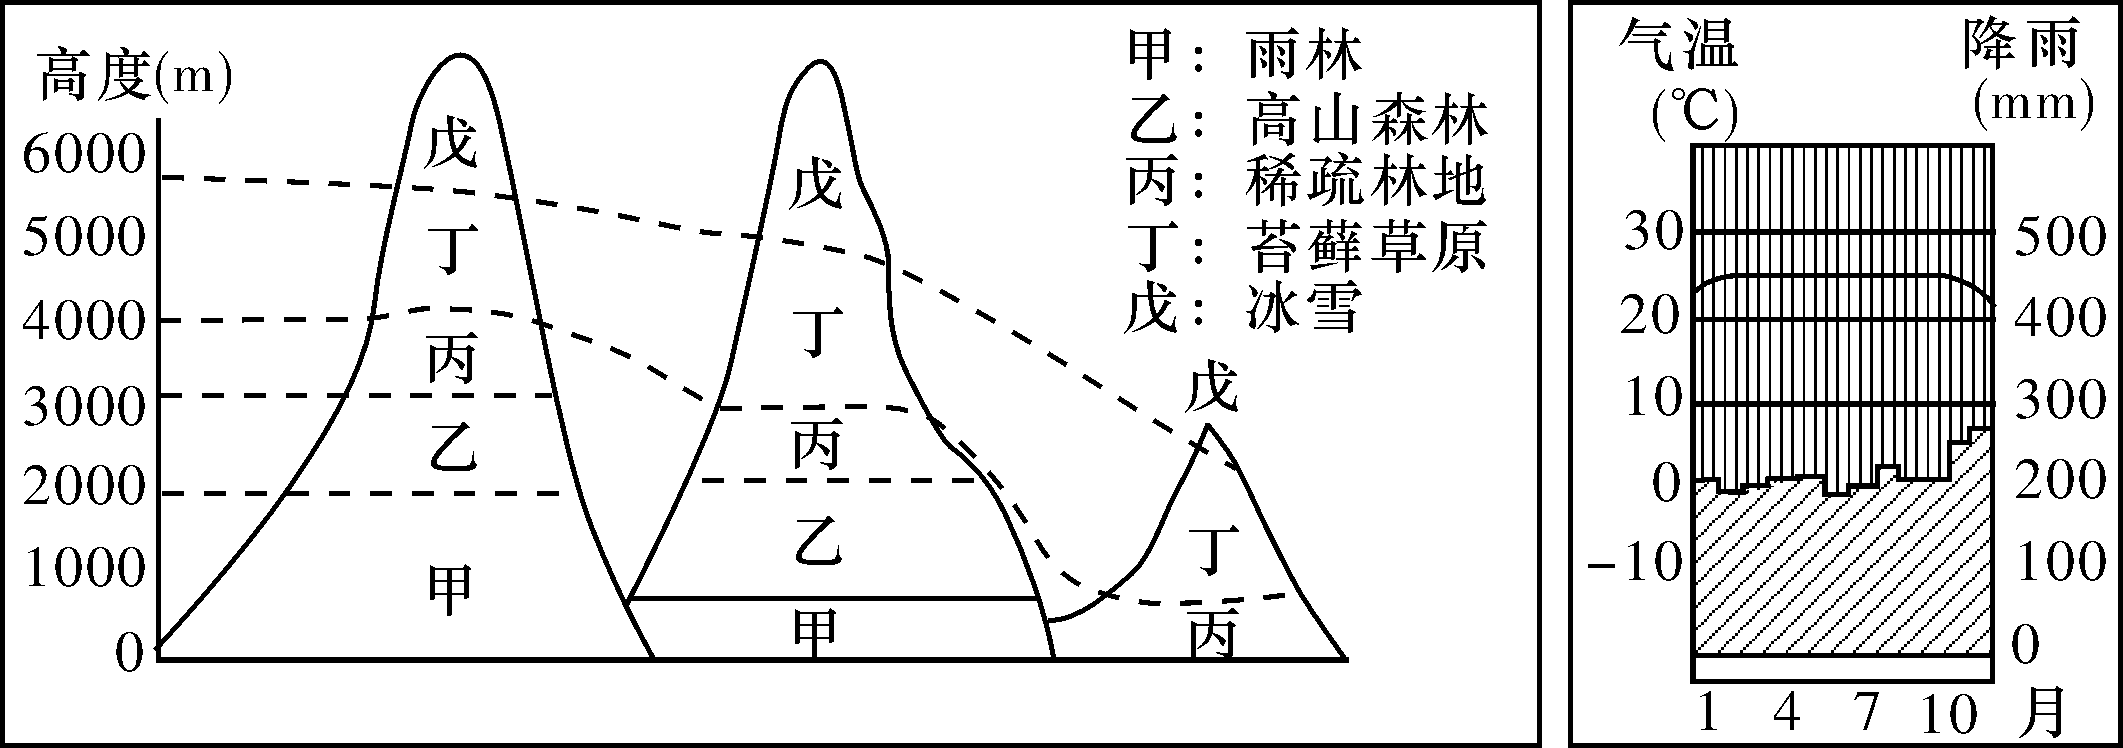 高度(m)
6000
5000
4000
3000
2000
1000
0
戊
丁
丙
乙
甲
戊
丁
丙
乙
甲
戊
丁
丙
甲：雨林
乙：高山森林
丙：稀疏林地
丁：苔藓草原
戊：冰雪
气温
(℃)
30
20
10
0
-10
降雨
(mm)
500
400
300
200
100
0
1 4 7 10 月